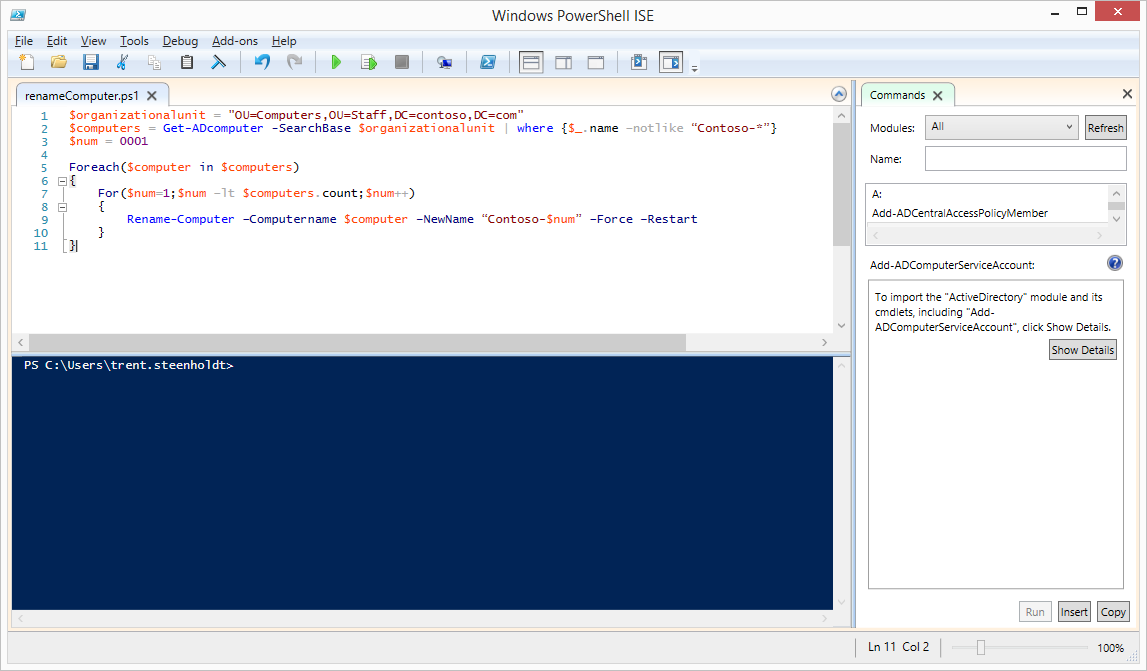 Windows PowerShell ISE
File Edit View Tools Debug Add-ons Help
renameComputer.ps1
1 $organizationalunit = "OU=Computers,OU=Staff,DC=contoso,DC=com"
2 $computers = Get-ADcomputer -SearchBase $organizationalunit | where {$_.name -notlike “Contoso-*”}
3 $num = 0001
4
5 Foreach($computer in $computers)
6 {
7 For($num=1;$num -lt $computers.count;$num++)
8 {
9 Rename-Computer -Computername $computer -NewName “Contoso-$num” -Force -Restart
10 }
11 }
PS C:\Users\trent.steenholdt>
Commands
Modules: All Refresh
Name:
A:
Add-ADCentralAccessPolicyMember
Add-ADComputerServiceAccount:
To import the "ActiveDirectory" module and its
cmdlets, including "Add-
ADComputerServiceAccount", click Show Details.
Show Details
Run Insert Copy
Ln 11 Col 2 100%